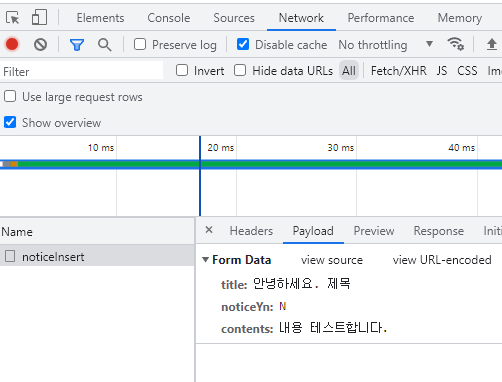 Elements Console Sources Network Performance Memory
Preserve log Disable cache No throttling
Filter Invert Hide data URLs All Fetch/XHR JS CSS
Use large request rows
Show overview
10 ms 20 ms 30 ms 40 ms
Name × Headers Payload Preview Response Initi
noticeInsert
▼ Form Data view source view URL-encoded
title: 안녕하세요. 제목
noticeYn: N
contents: 내용 테스트합니다.